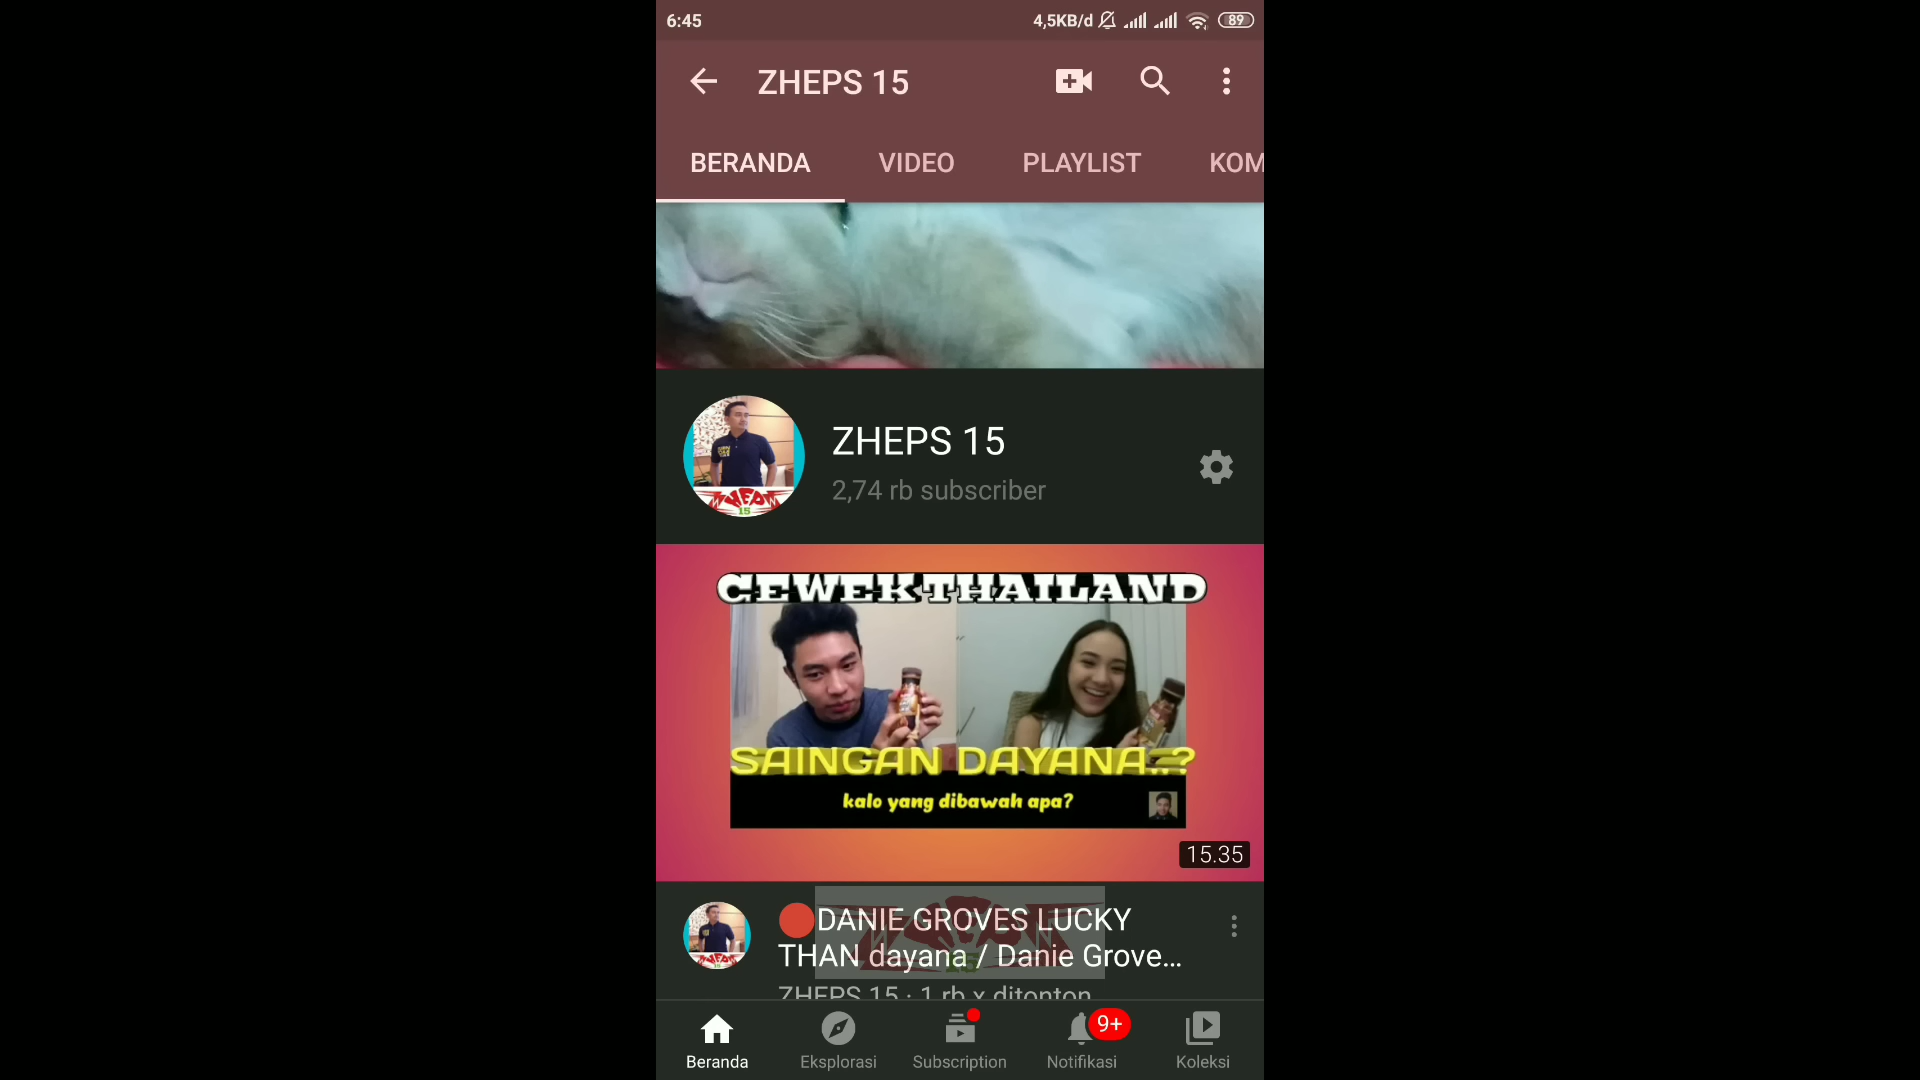 6:45 4,5KB/d 89
ZHEPS 15
BERANDA VIDEO PLAYLIST KOM
ZHEPS 15
2,74 rb subscriber
CEWEK THAILAND
SAINGAN DAYANA..?
kalo yang dibawah apa?
15.35
DANIE GROVES LUCKY
THAN dayana / Danie Grove...
ZHEPS 15 · 1 rb x ditonton
9+
Beranda Eksplorasi Subscription Notifikasi Koleksi